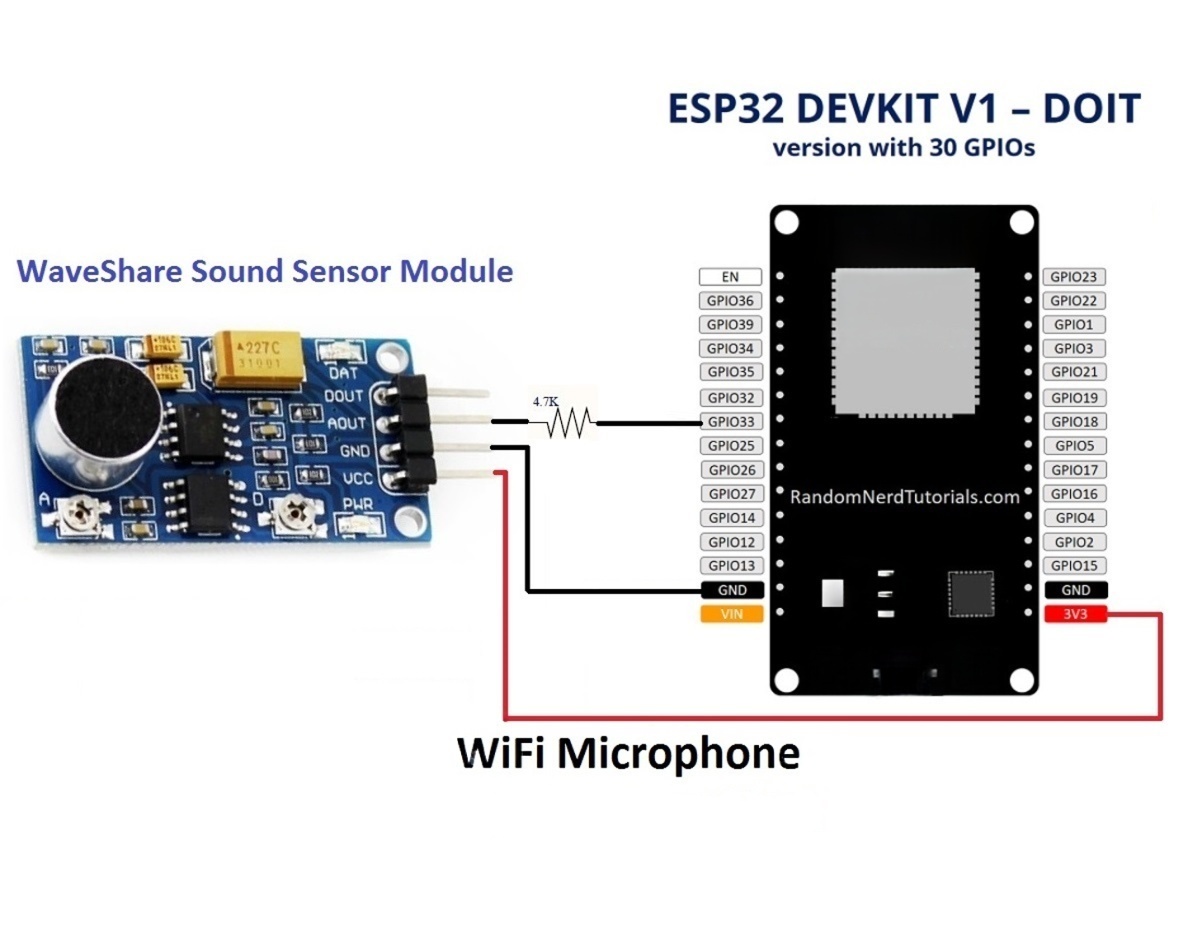 ESP32 DEVKIT V1 – DOIT
version with 30 GPIOs
WaveShare Sound Sensor Module
EN
GPIO36
GPIO39
GPIO34
GPIO35
GPIO32
GPIO33
GPIO25
GPIO26
GPIO27
GPIO14
GPIO12
GPIO13
GND
VIN
GPIO23
GPIO22
GPIO1
GPIO3
GPIO21
GPIO19
GPIO18
GPIO5
GPIO17
GPIO16
GPIO4
GPIO2
GPIO15
GND
3V3
RandomNerdTutorials.com
227C
31001
DAT
DOUT
AOUT
GND
VCC
PWR
A
D
4.7K
WiFi Microphone